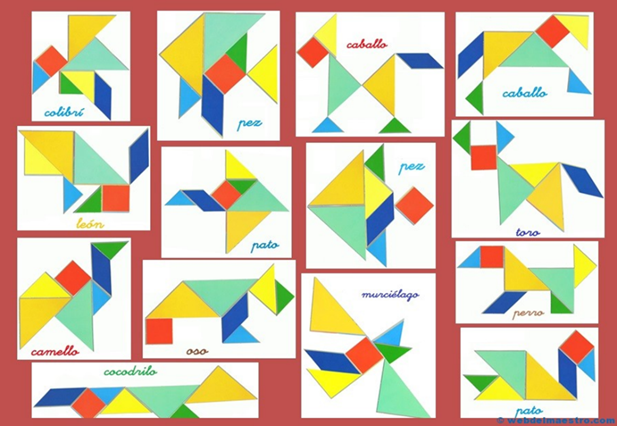 colibrí
pez
caballo
caballo
león
pato
pez
toro
camello
oso
murciélago
perro
cocodrilo
pato
© webdelmaestro.com